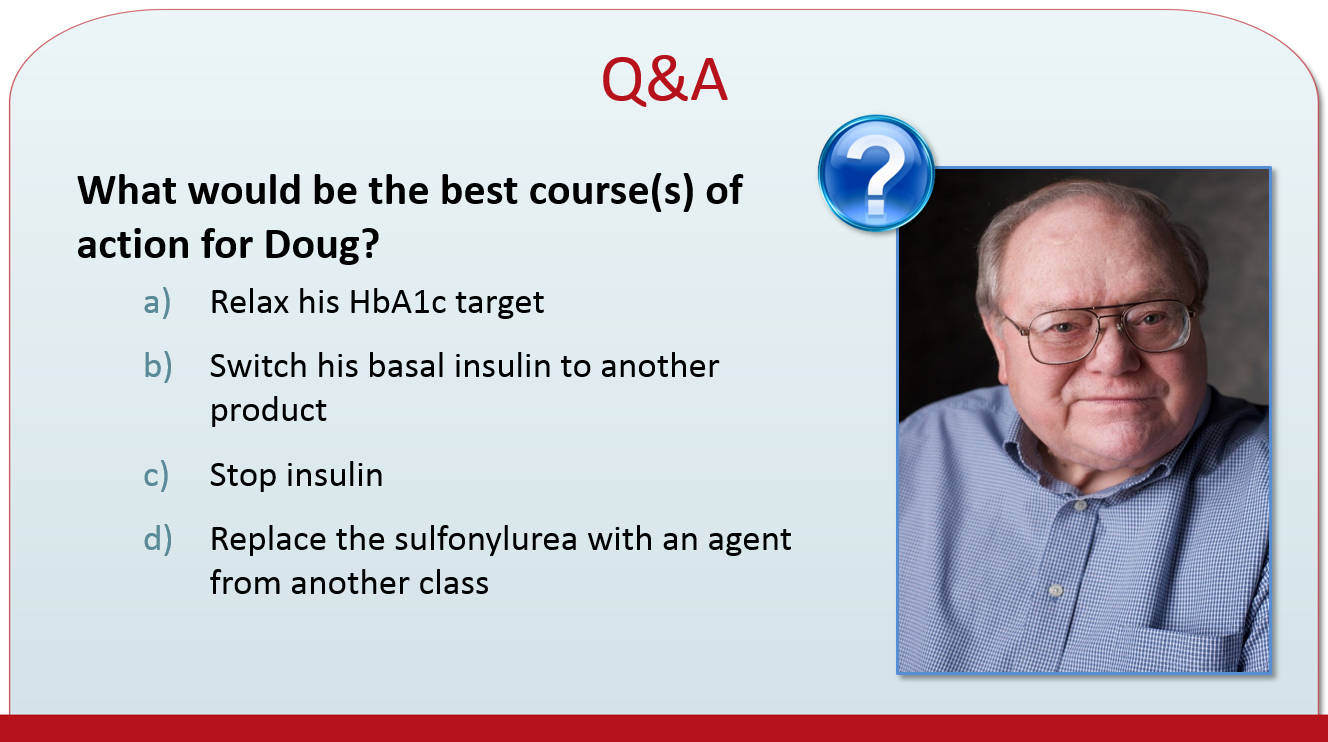 Q&A
?
What would be the best course(s) of
action for Doug?
a) Relax his HbA1c target
b) Switch his basal insulin to another
product
c) Stop insulin
d) Replace the sulfonylurea with an agent
from another class